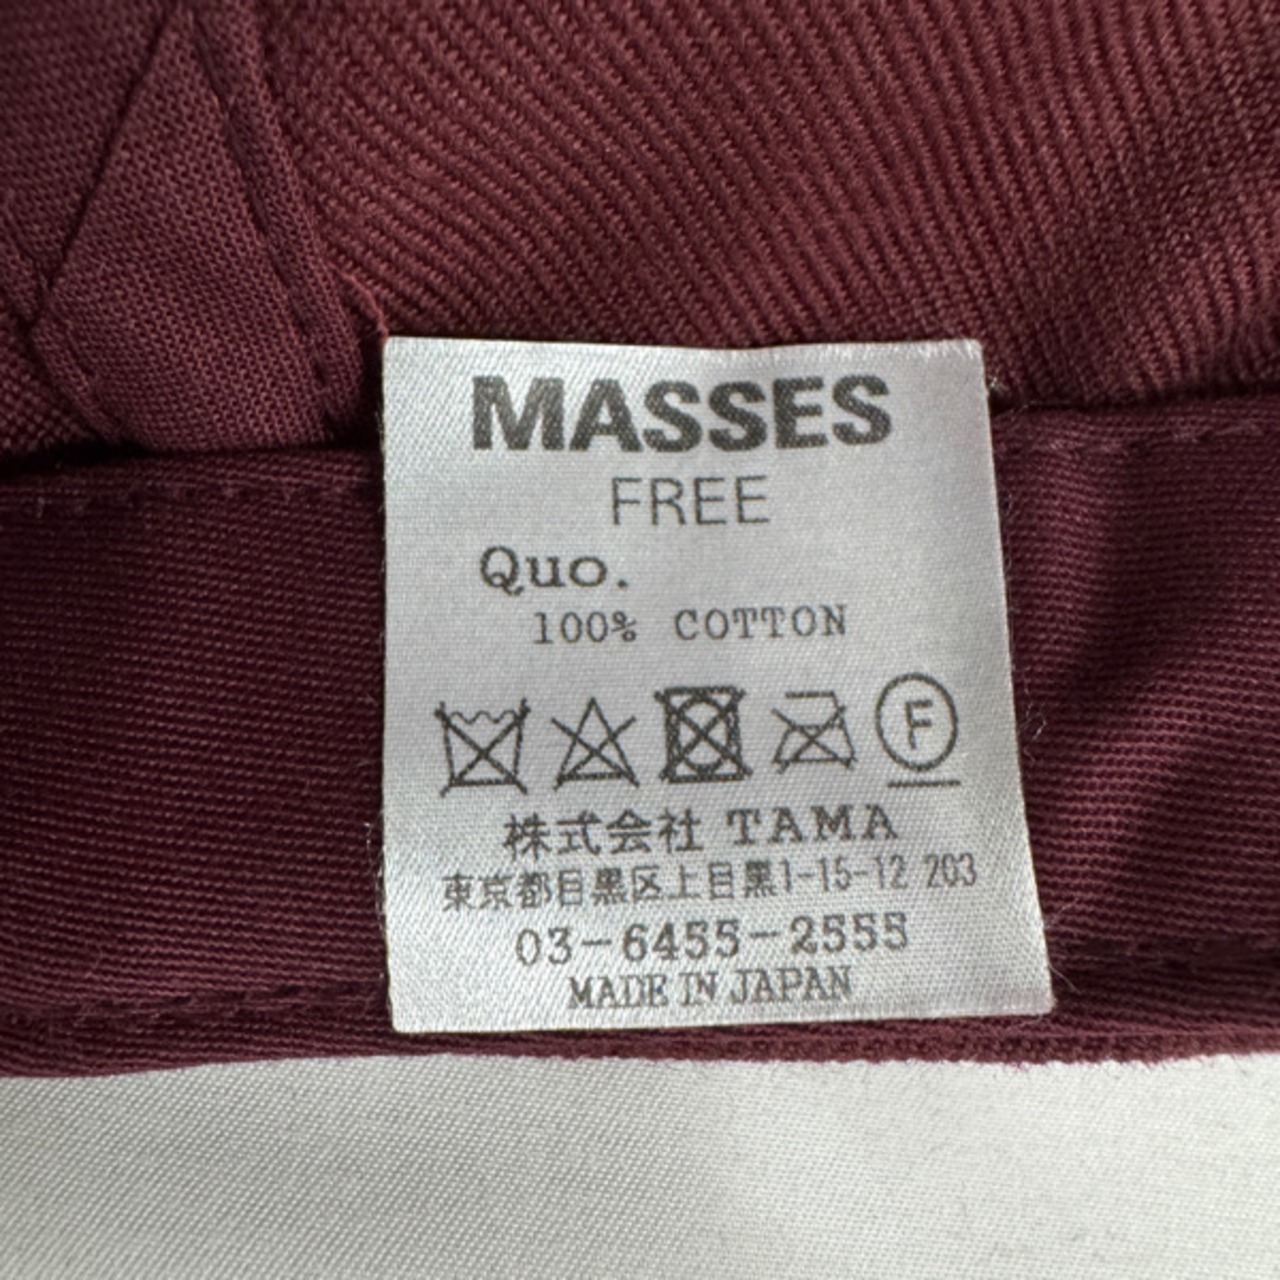 MASSES
FREE
Quo.
100% COTTON
F
株式会社 TAMA
東京都目黒区上目黒1-15-12 203
03-6455-2555
MADE IN JAPAN